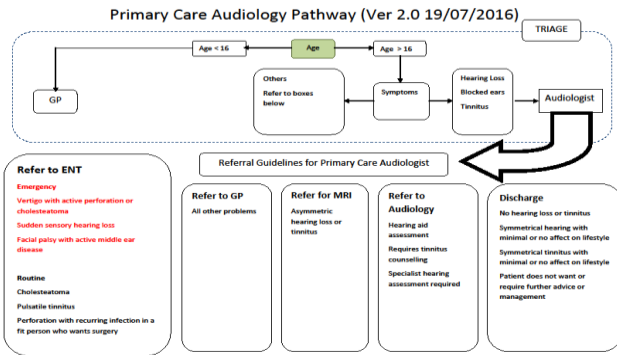 Primary Care Audiology Pathway (Ver 2.0 19/07/2016)
TRIAGE
Age < 16
Age
Age > 16
GP
Others
Refer to boxes
below
Symptoms
Hearing Loss
Blocked ears
Tinnitus
Audiologist
Referral Guidelines for Primary Care Audiologist
Refer to ENT
Emergency
Vertigo with active perforation or
cholesteatoma
Sudden sensory hearing loss
Facial palsy with active middle ear
disease
Routine
Cholesteatoma
Pulsatile tinnitus
Perforation with recurring infection in a
fit person who wants surgery
Refer to GP
All other problems
Refer for MRI
Asymmetric
hearing loss or
tinnitus
Refer to
Audiology
Hearing aid
assessment
Requires tinnitus
counselling
Specialist hearing
assessment required
Discharge
No hearing loss or tinnitus
Symmetrical hearing with
minimal or no affect on lifestyle
Symmetrical tinnitus with
minimal or no affect on lifestyle
Patient does not want or
require further advice or
management